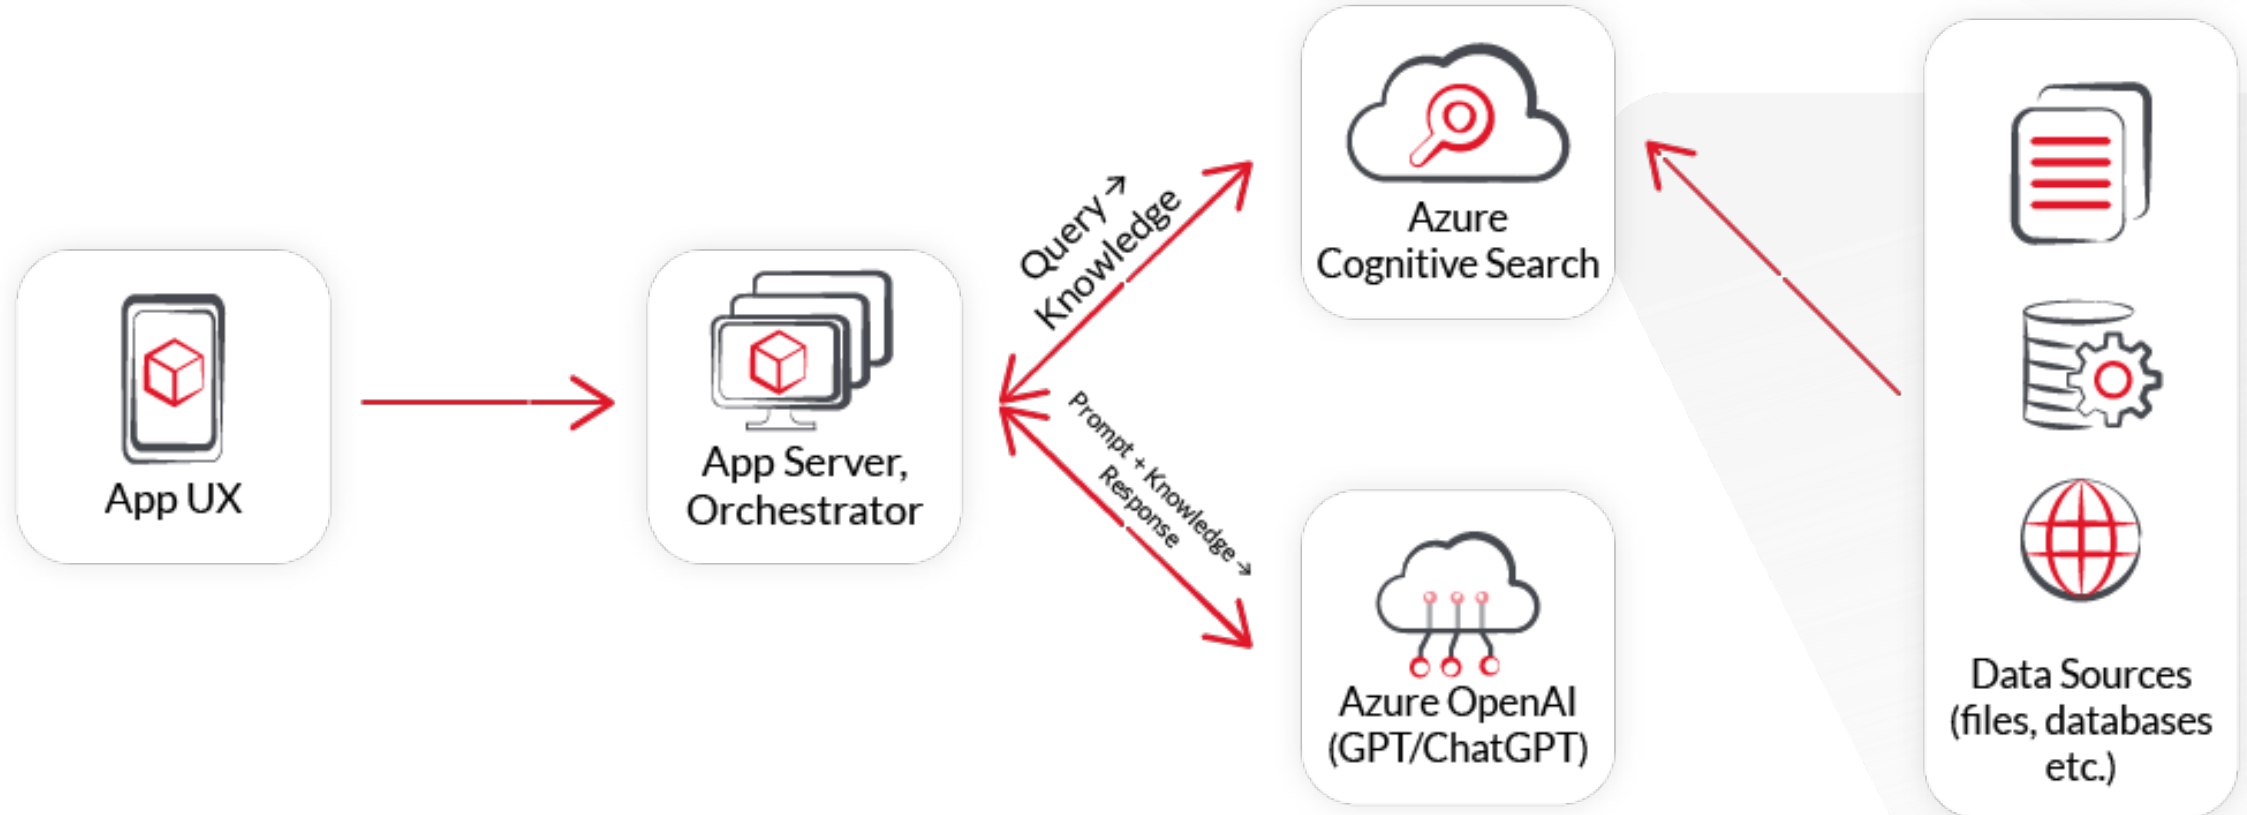 App UX
App Server,
Orchestrator
Query →
Knowledge
Prompt + Knowledge →
Response
Azure
Cognitive Search
Azure OpenAI
(GPT/ChatGPT)
Data Sources
(files, databases
etc.)